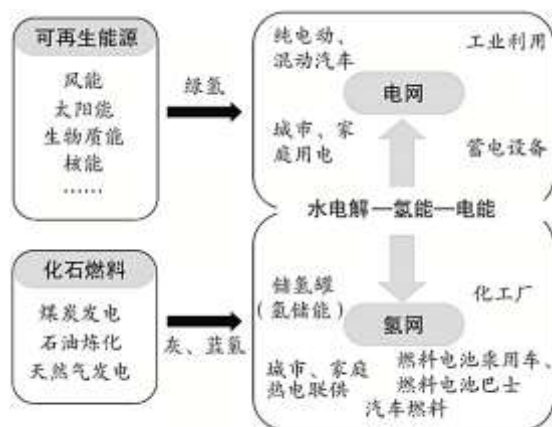 可再生能源
风能
太阳能
生物质能
核能
……
绿氢
纯电动、
混动汽车
工业利用
电网
城市、家
庭用电
蓄电设备
水电解—氢能—电能
化石燃料
煤炭发电
石油炼化
天然气发电
灰、蓝氢
储氢罐
(氢储能)
化工厂
氢网
城市、家庭
热电联供
燃料电池乘用车、
燃料电池巴士
汽车燃料